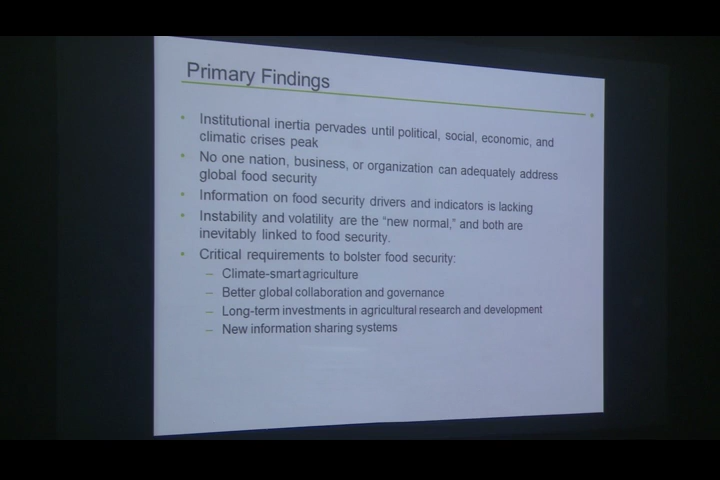 Primary Findings
• Institutional inertia pervades until political, social, economic, and
climatic crises peak
• No one nation, business, or organization can adequately address
global food security
• Information on food security drivers and indicators is lacking
• Instability and volatility are the “new normal,” and both are
inevitably linked to food security.
• Critical requirements to bolster food security:
– Climate-smart agriculture
– Better global collaboration and governance
– Long-term investments in agricultural research and development
– New information sharing systems